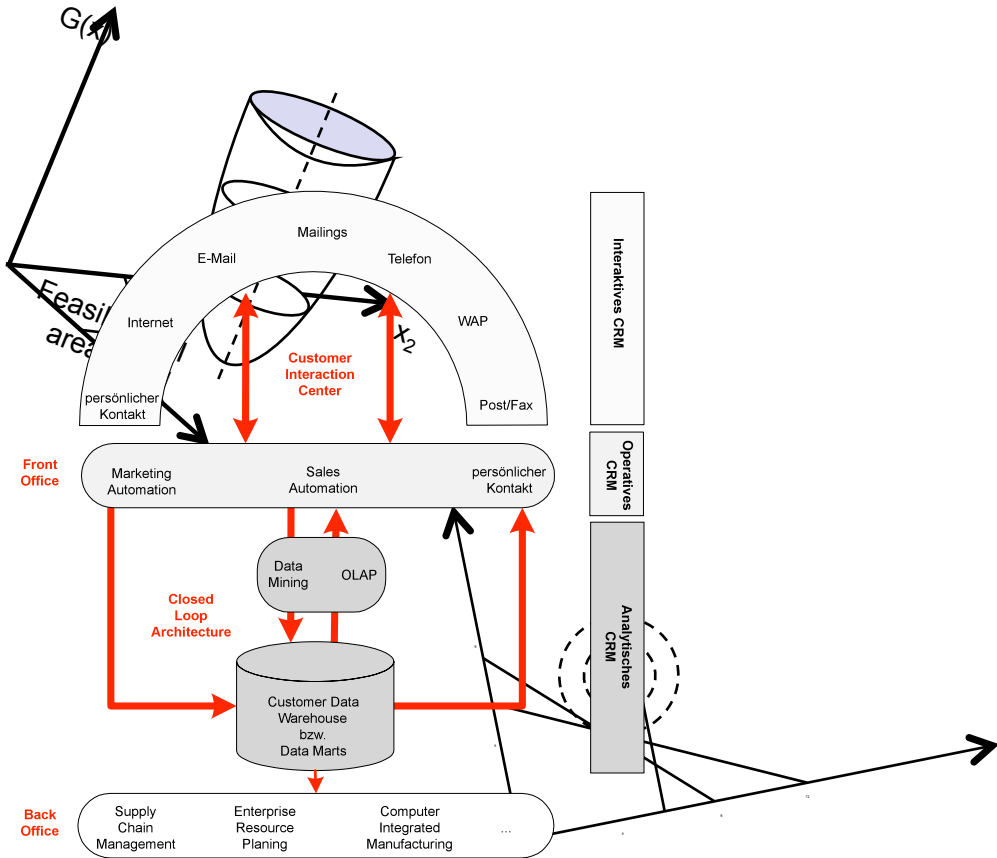 G(x)
Mailings
E-Mail
Telefon
Internet
WAP
persönlicher
Kontakt
Post/Fax
Customer
Interaction
Center
x2
area
Interaktives CRM
Front
Office
Marketing
Automation
Sales
Automation
persönlicher
Kontakt
Operatives
CRM
Data
Mining
OLAP
Closed
Loop
Architecture
Analytisches
CRM
Customer Data
Warehouse
bzw.
Data Marts
Back
Office
Supply
Chain
Management
Enterprise
Resource
Planing
Computer
Integrated
Manufacturing
...